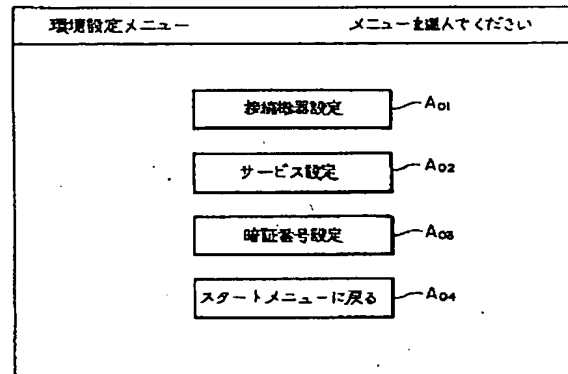 環境設定メニュー メニューを選んでください
接続機器設定 A01
サービス設定 A02
暗証番号設定 A03
スタートメニューに戻る A04